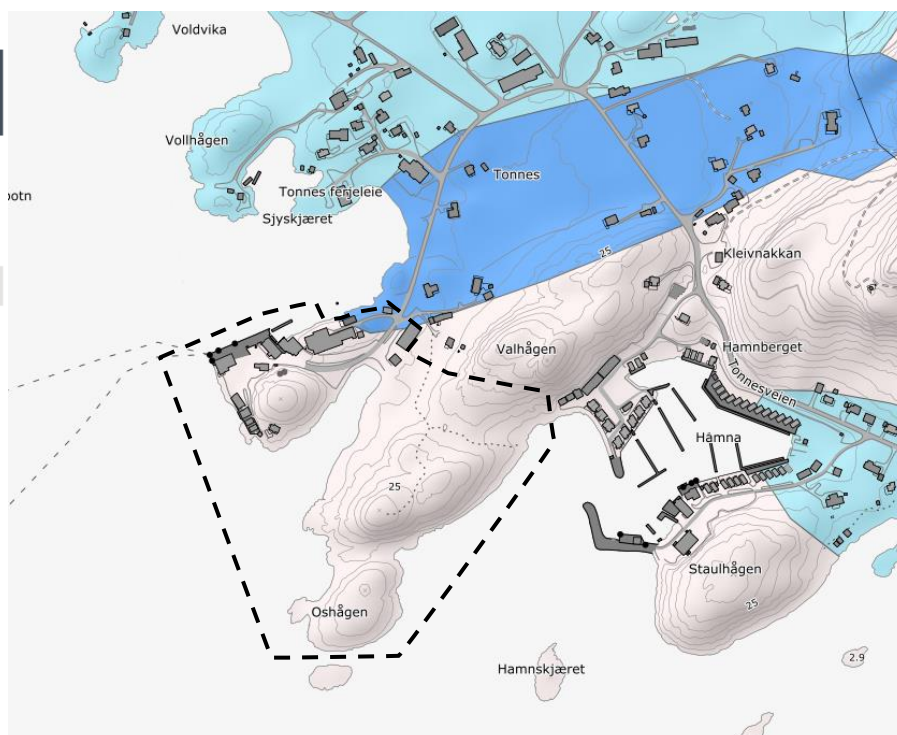 Voldvika
Vollhågen
botn
Tonnes ferjeleie
Tonnes
Sjyskjæret
25
Kleivnakkan
Valhågen
Hamnberget
Tonnesveien
Hamna
25
Staulhågen
25
Oshågen
Hamnskjæret
2.9